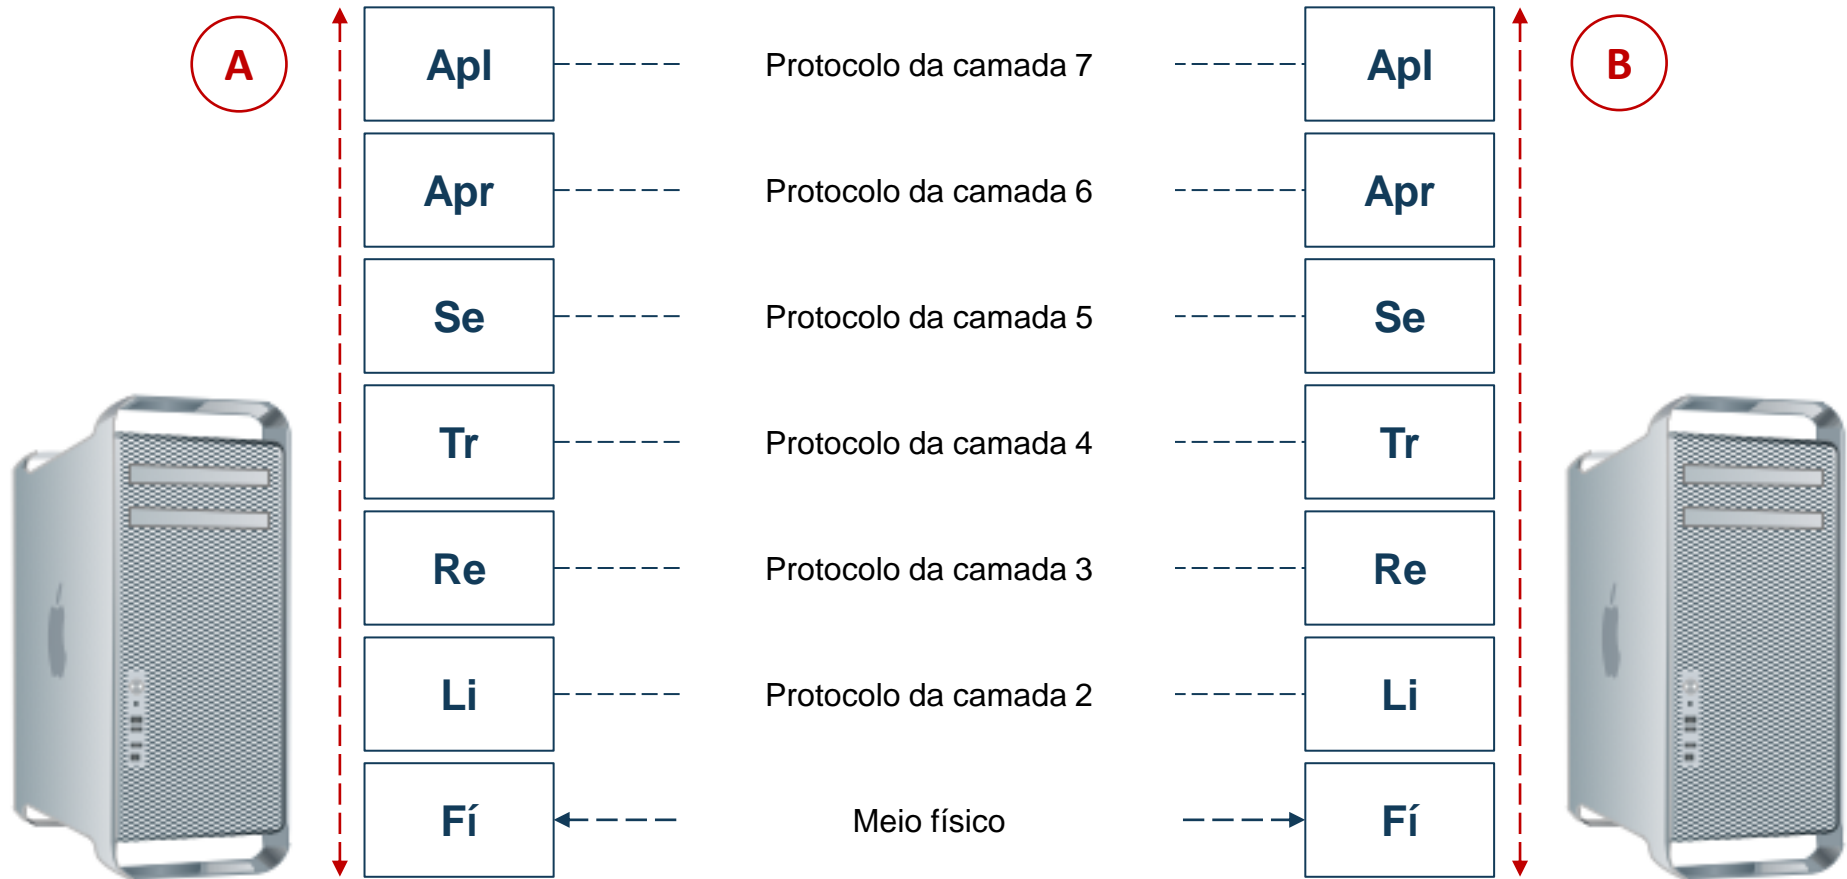 A
Apl
Protocolo da camada 7
Apl
B
Apr
Protocolo da camada 6
Apr
Se
Protocolo da camada 5
Se
Tr
Protocolo da camada 4
Tr
Re
Protocolo da camada 3
Re
Li
Protocolo da camada 2
Li
Fí
Meio físico
Fí